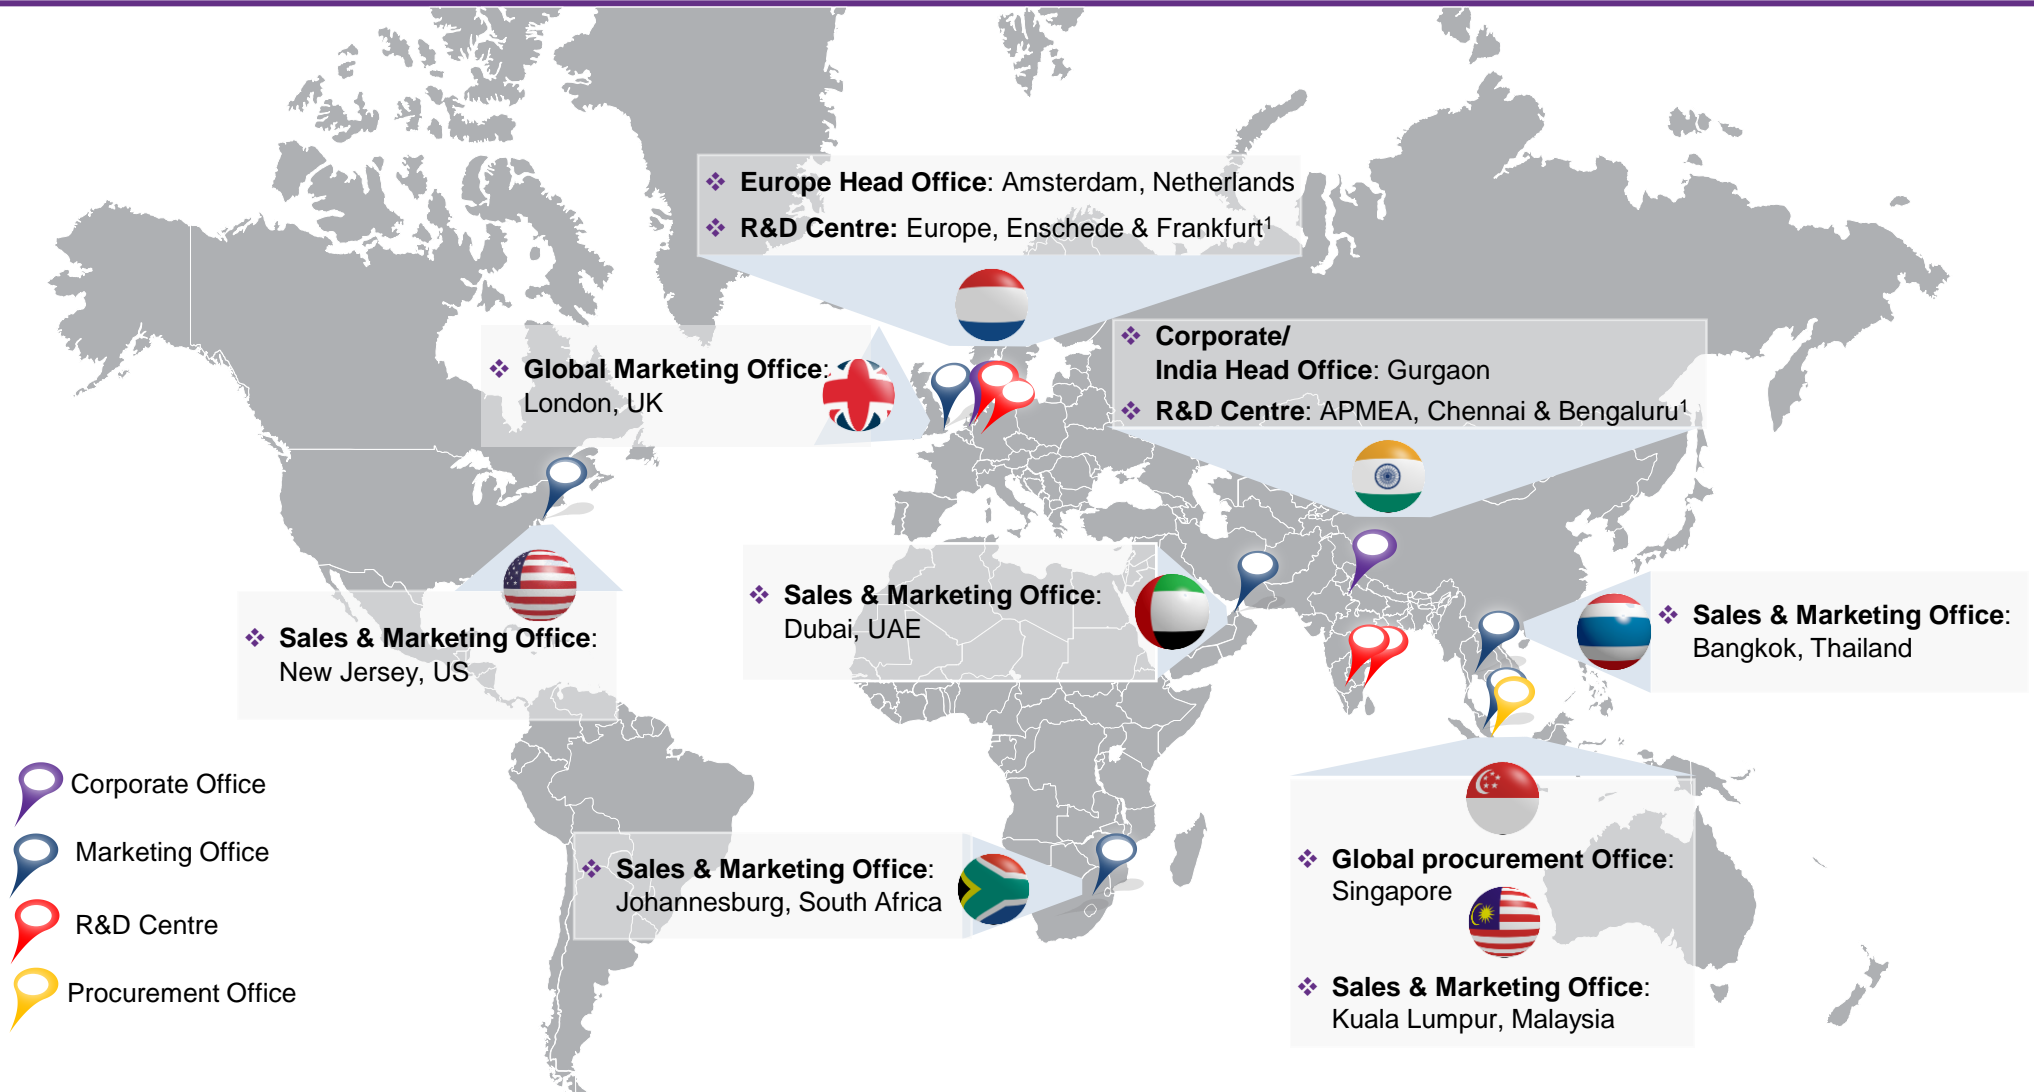 ❖ Europe Head Office: Amsterdam, Netherlands
❖ R&D Centre: Europe, Enschede & Frankfurt¹
❖ Global Marketing Office:
London, UK
❖ Corporate/
India Head Office: Gurgaon
❖ R&D Centre: APMEA, Chennai & Bengaluru¹
❖ Sales & Marketing Office:
New Jersey, US
❖ Sales & Marketing Office:
Dubai, UAE
❖ Sales & Marketing Office:
Bangkok, Thailand
Corporate Office
Marketing Office
R&D Centre
Procurement Office
❖ Sales & Marketing Office:
Johannesburg, South Africa
❖ Global procurement Office:
Singapore
❖ Sales & Marketing Office:
Kuala Lumpur, Malaysia